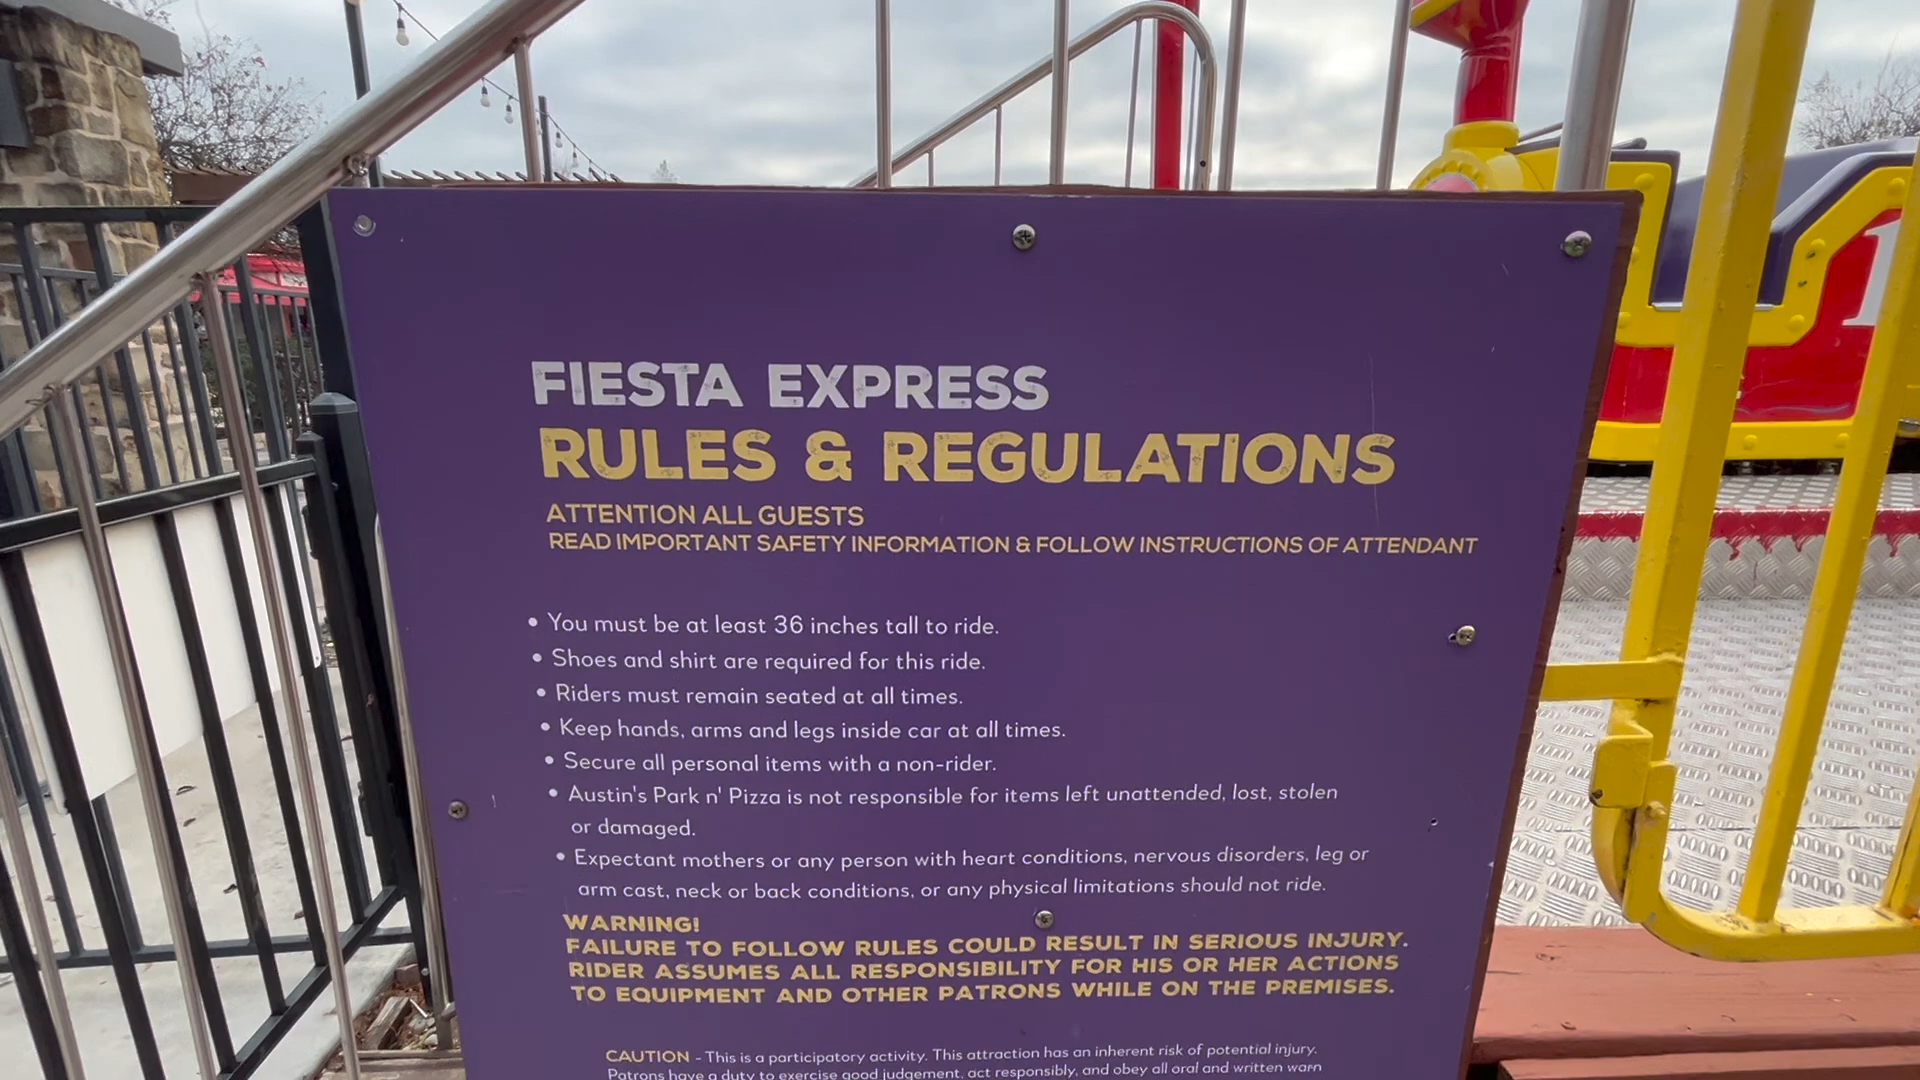 FIESTA EXPRESS
RULES & REGULATIONS
ATTENTION ALL GUESTS
READ IMPORTANT SAFETY INFORMATION & FOLLOW INSTRUCTIONS OF ATTENDANT
• You must be at least 36 inches tall to ride.
• Shoes and shirt are required for this ride.
• Riders must remain seated at all times.
• Keep hands, arms and legs inside car at all times.
• Secure all personal items with a non-rider.
• Austin's Park n' Pizza is not responsible for items left unattended, lost, stolen
or damaged.
• Expectant mothers or any person with heart conditions, nervous disorders, leg or
arm cast, neck or back conditions, or any physical limitations should not ride.
WARNING!
FAILURE TO FOLLOW RULES COULD RESULT IN SERIOUS INJURY.
RIDER ASSUMES ALL RESPONSIBILITY FOR HIS OR HER ACTIONS
TO EQUIPMENT AND OTHER PATRONS WHILE ON THE PREMISES.
CAUTION - This is a participatory activity. This attraction has an inherent risk of potential injury.
Patrons have a duty to exercise good judgement, act responsibly, and obey all oral and written warn